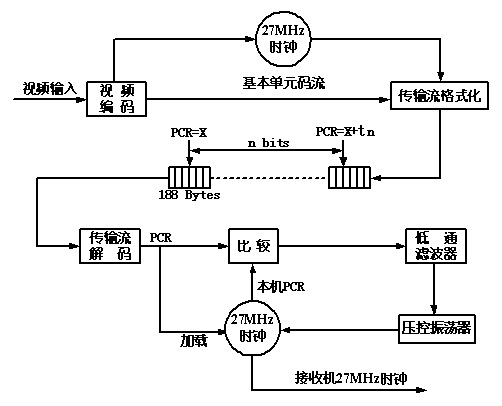 27MHz
时钟
视频输入
视 频
编 码
基本单元码流
传输流格式化
PCR=X
PCR=X+tn
n bits
188 Bytes
传输流
解 码
PCR
比 较
低 通
滤波器
本机PCR
加载
27MHz
时钟
压控振荡器
接收机27MHz时钟